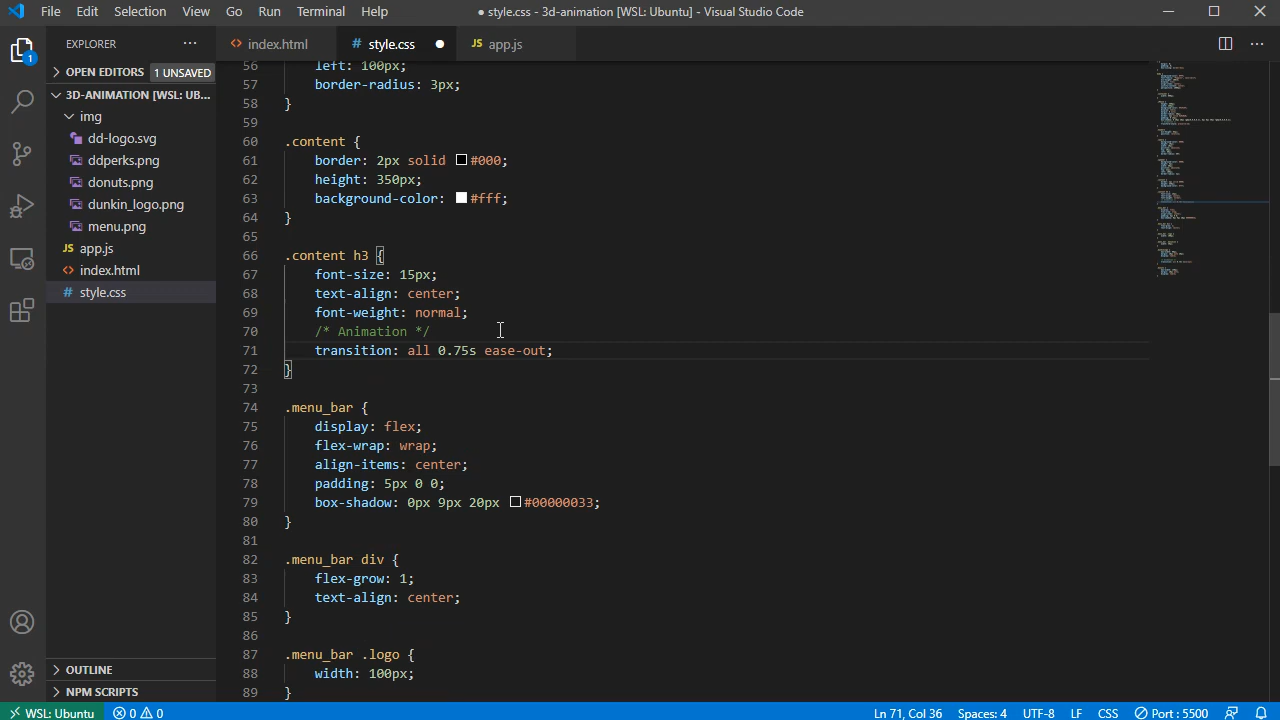 File Edit Selection View Go Run Terminal Help
● style.css - 3d-animation [WSL: Ubuntu] - Visual Studio Code
EXPLORER ···
index.html
# style.css ●
JS app.js
OPEN EDITORS 1 UNSAVED
3D-ANIMATION [WSL: UB...
img
dd-logo.svg
ddperks.png
donuts.png
dunkin_logo.png
menu.png
JS app.js
<> index.html
# style.css
OUTLINE
NPM SCRIPTS
1
56 left: 100px;
57 border-radius: 3px;
58 }
59
60 .content {
61 border: 2px solid #000;
62 height: 350px;
63 background-color: #fff;
64 }
65
66 .content h3 {
67 font-size: 15px;
68 text-align: center;
69 font-weight: normal;
70 /* Animation */
71 transition: all 0.75s ease-out;
72 }
73
74 .menu_bar {
75 display: flex;
76 flex-wrap: wrap;
77 align-items: center;
78 padding: 5px 0 0;
79 box-shadow: 0px 9px 20px #00000033;
80 }
81
82 .menu_bar div {
83 flex-grow: 1;
84 text-align: center;
85 }
86
87 .menu_bar .logo {
88 width: 100px;
89 }
WSL: Ubuntu 0 0 Ln 71, Col 36 Spaces: 4 UTF-8 LF CSS Port : 5500